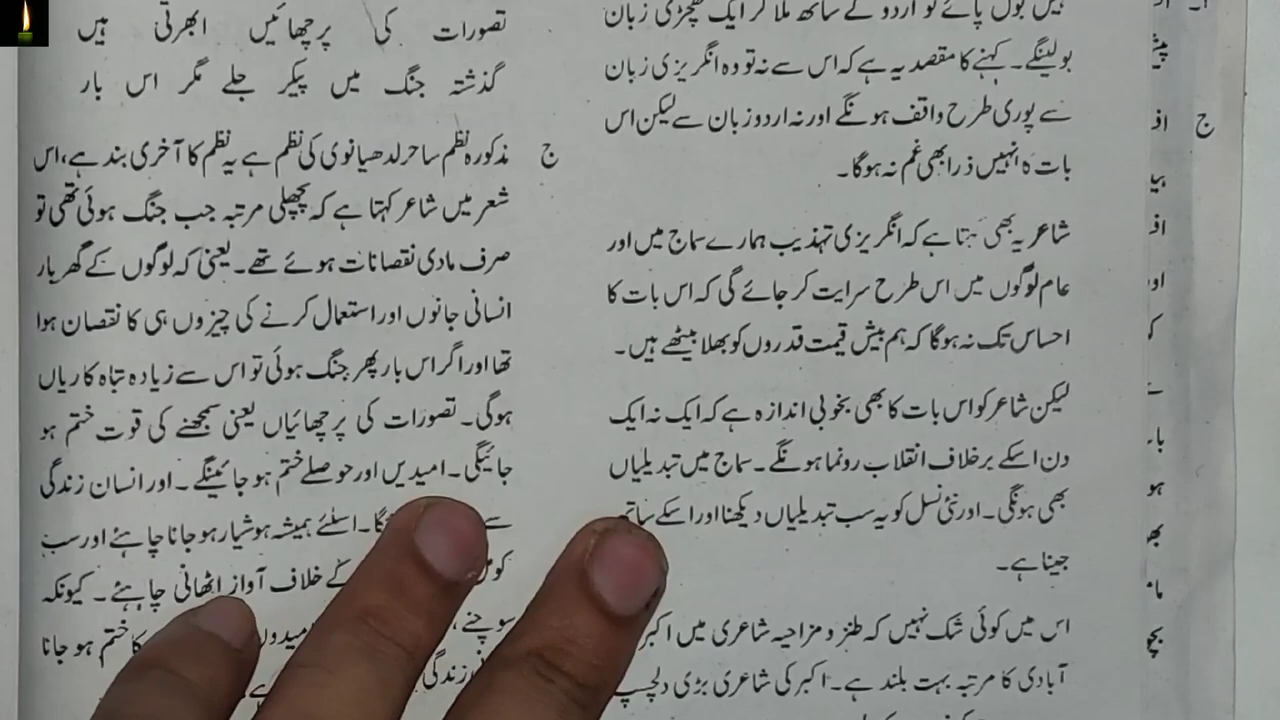 ہیں بول پائے تو اردو کے ساتھ ملا کر ایک کھچڑی زبان
بولینگے۔ کہنے کا مقصد یہ ہے کہ اس سے نہ تو وہ انگریزی زبان
سے پوری طرح واقف ہونگے اور نہ اردو زبان سے لیکن اس
بات ہ انہیں ذرا بھی غم نہ ہوگا۔
شاعر یہ بھی کہتا ہے کہ انگریزی تہذیب ہمارے سماج میں اور
عام لوگوں میں اس طرح سرایت کر جائے گی کہ اس بات کا
احساس تک نہ ہوگا کہ ہم بیش قیمت قدروں کو بھلا بیٹھے ہیں۔
لیکن شاعر کو اس بات کا بھی بخوبی اندازہ ہے کہ ایک نہ ایک
دن اسکے برخلاف انقلاب رونما ہونگے۔ سماج میں تبدیلیاں
بھی ہونگی۔ اور نئی نسل کو یہ سب تبدیلیاں دیکھنا اور اسکے ساتھ
جینا ہے۔
اس میں کوئی شک نہیں کہ طنز و مزاحیہ شاعری میں اکبر
آبادی کا مرتبہ بہت بلند ہے۔ اکبر کی شاعری بڑی دلچسپ
تصورات کی پرچھائیں ابھرتی ہیں
گذشتہ جنگ میں پیکر جلے مگر اس بار
ج مذکورہ نظم ساحر لدھیانوی کی نظم ہے یہ نظم کا آخری بند ہے، اس
شعر میں شاعر کہتا ہے کہ پچھلی مرتبہ جب جنگ ہوئی تھی تو
صرف مادی نقصانات ہوئے تھے۔ یعنی کہ لوگوں کے گھر بار
انسانی جانوں اور استعمال کرنے کی چیزوں ہی کا نقصان ہوا
تھا اور اگر اس بار پھر جنگ ہوئی تو اس سے زیادہ تباہ کاریاں
ہوگی۔ تصورات کی پرچھائیاں یعنی سمجھنے کی قوت ختم ہو
جائیگی۔ امیدیں اور حوصلے ختم ہو جائینگے۔ اور انسان زندگی
سے اسلئے ہمیشہ ہوشیار ہو جانا چاہئے اور سب
کو کے خلاف آواز اٹھانی چاہئے۔ کیونکہ
سوچنے، کا ختم ہو جانا
زندگی